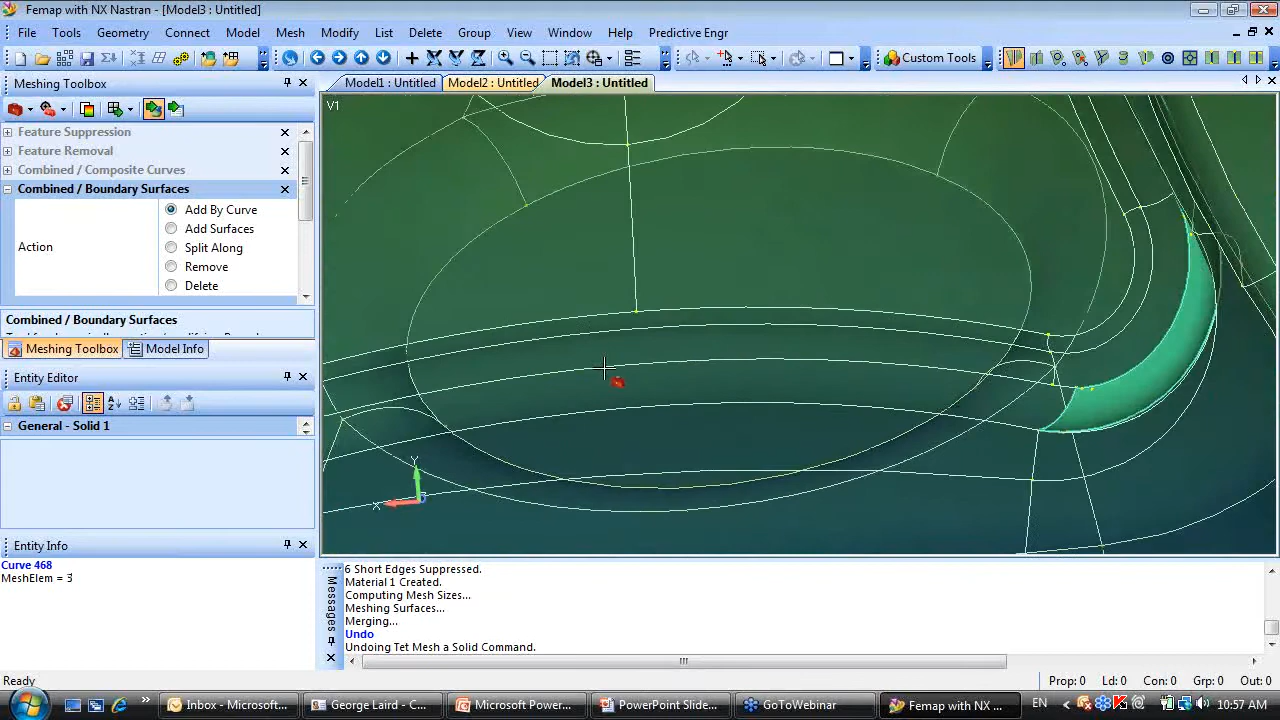 Femap with NX Nastran - [Model3 : Untitled]
File Tools Geometry Connect Model Mesh Modify List Delete Group View Window Help Predictive Engr
Custom Tools
Meshing Toolbox
Model1 : Untitled Model2 : Untitled Model3 : Untitled
V1
Feature Suppression
Feature Removal
Combined / Composite Curves
Combined / Boundary Surfaces
Action
Add By Curve
Add Surfaces
Split Along
Remove
Delete
Combined / Boundary Surfaces
Meshing Toolbox Model Info
Entity Editor
General - Solid 1
Y
X
Entity Info
Curve 468
MeshElem = 3
Messages
6 Short Edges Suppressed.
Material 1 Created.
Computing Mesh Sizes...
Meshing Surfaces...
Merging...
Undo
Undoing Tet Mesh a Solid Command.
Ready
Prop: 0 Ld: 0 Con: 0 Grp: 0 Out: 0
Inbox - Microsoft... George Laird - C... Microsoft Power... PowerPoint Slide... GoToWebinar Femap with NX ... EN 10:57 AM